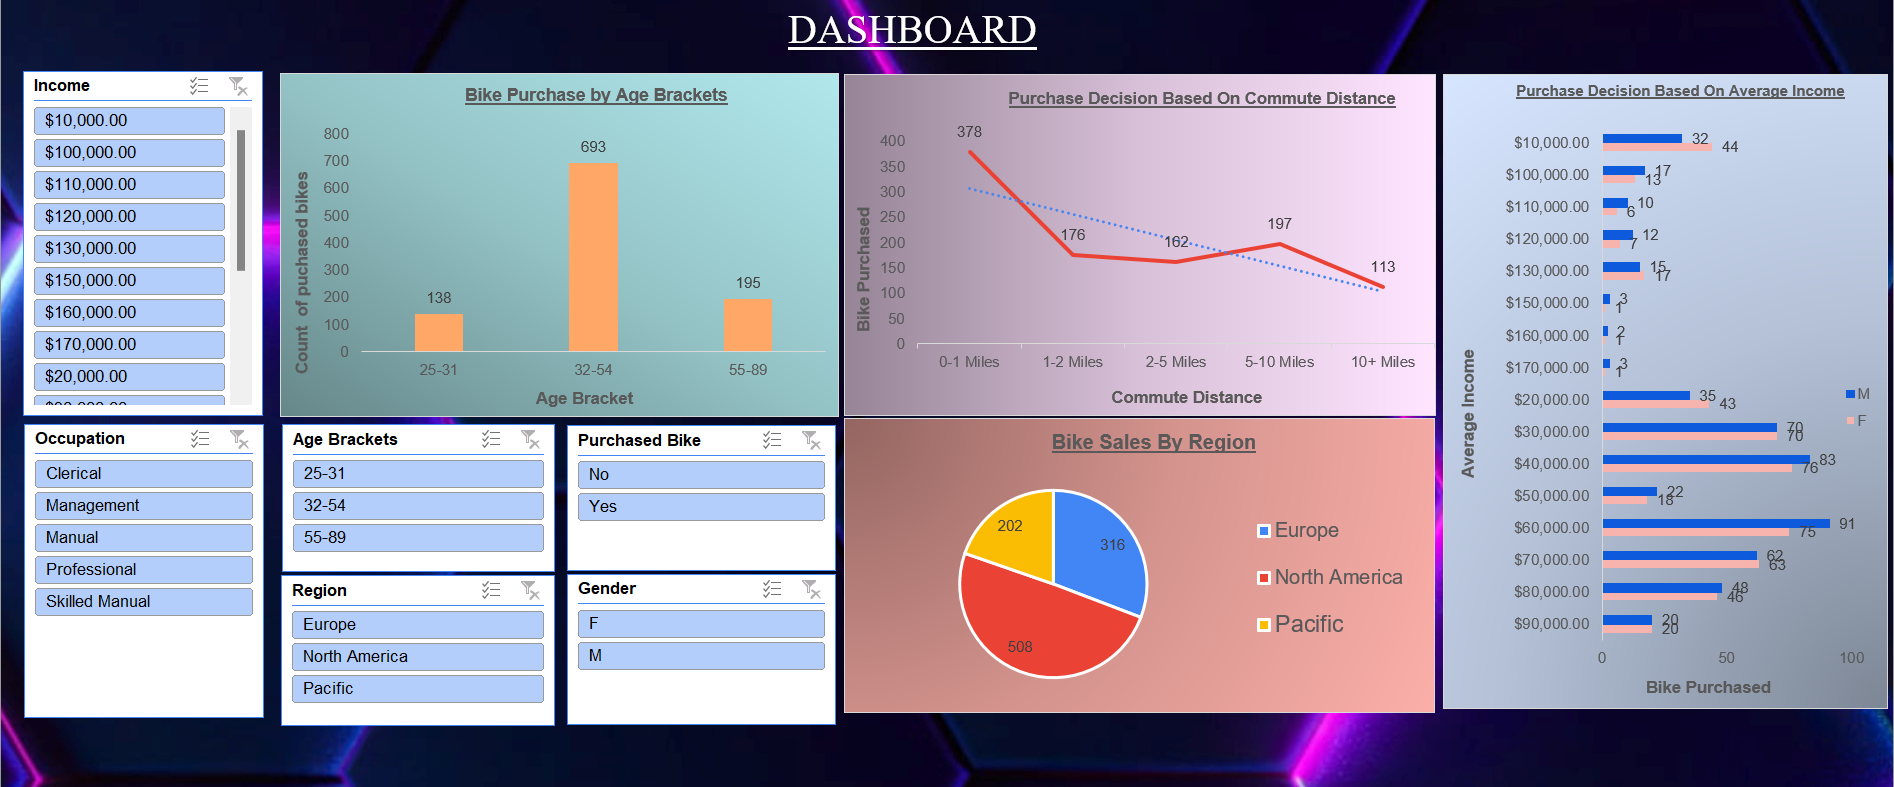 DASHBOARD
Income
$10,000.00
$100,000.00
$110,000.00
$120,000.00
$130,000.00
$150,000.00
$160,000.00
$170,000.00
$20,000.00
Bike Purchase by Age Brackets
Count of puchased bikes
800
700
600
500
400
300
200
100
0
138
693
195
25-31
32-54
55-89
Age Bracket
Purchase Decision Based On Commute Distance
Bike Purchased
400
350
300
250
200
150
100
50
0
378
176
162
197
113
0-1 Miles
1-2 Miles
2-5 Miles
5-10 Miles
10+ Miles
Commute Distance
Purchase Decision Based On Average Income
Average Income
$10,000.00 32 44
$100,000.00 17 13
$110,000.00 10 6
$120,000.00 12 7
$130,000.00 15 17
$150,000.00 3 1
$160,000.00 2 1
$170,000.00 3 1
$20,000.00 35 43
$30,000.00 70 70
$40,000.00 83 76
$50,000.00 22 18
$60,000.00 91 75
$70,000.00 62 63
$80,000.00 48 46
$90,000.00 20 20
0 50 100
Bike Purchased
M
F
Occupation
Clerical
Management
Manual
Professional
Skilled Manual
Age Brackets
25-31
32-54
55-89
Purchased Bike
No
Yes
Region
Europe
North America
Pacific
Gender
F
M
Bike Sales By Region
202
316
508
Europe
North America
Pacific